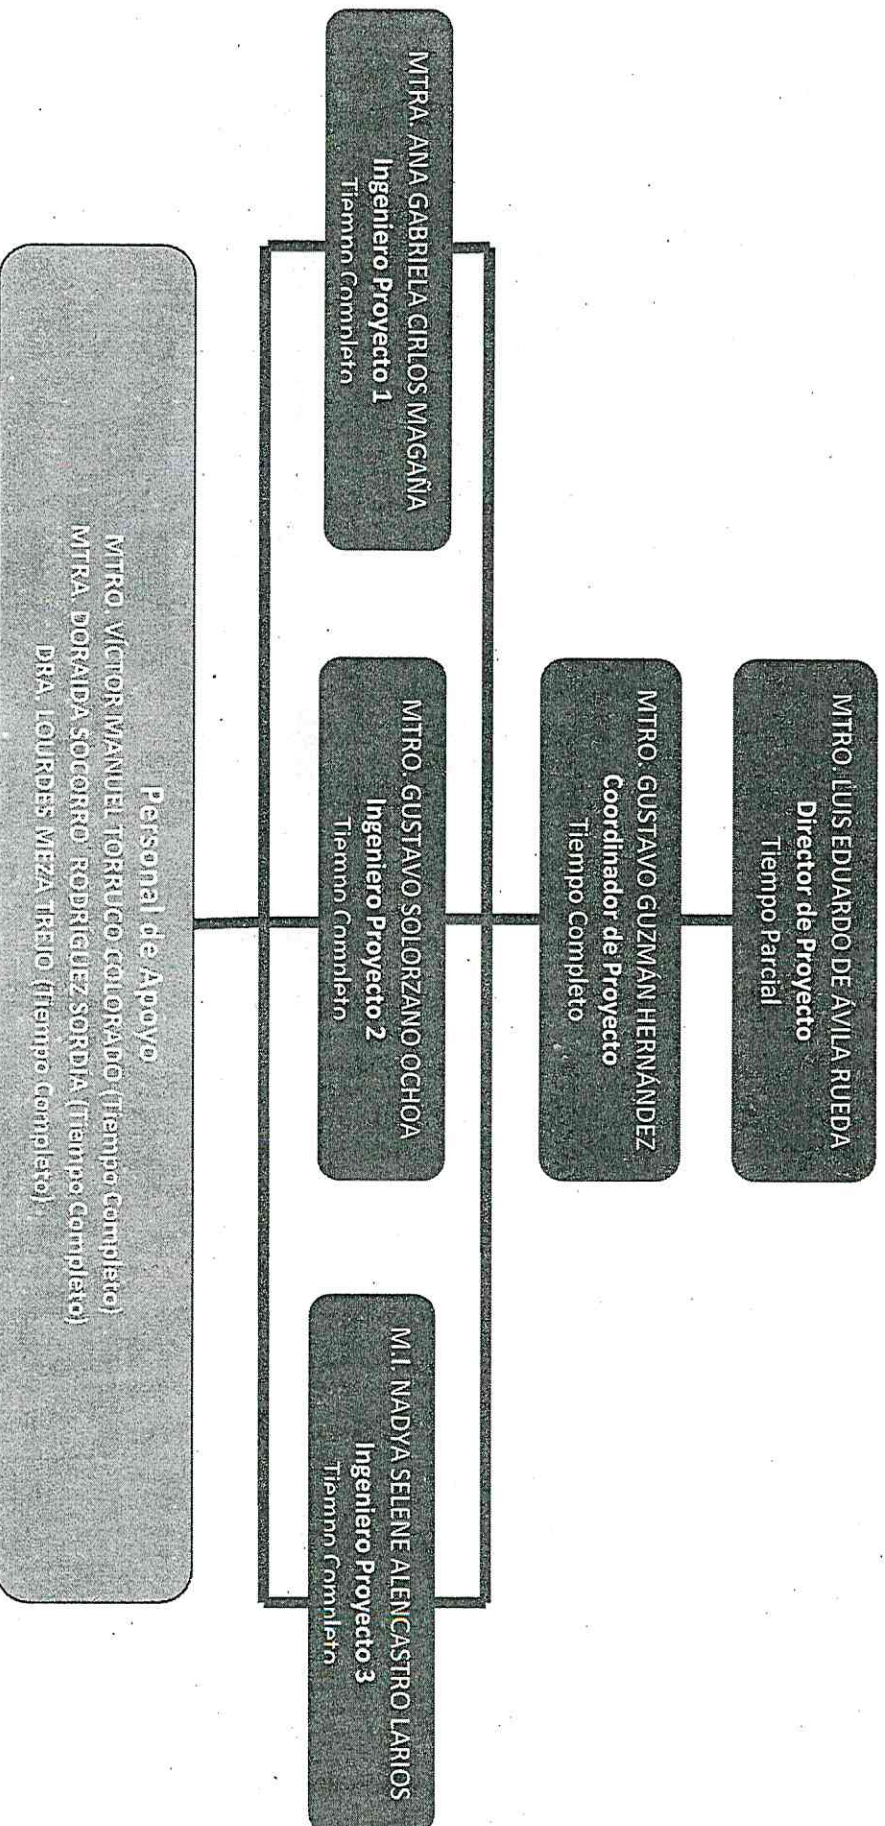 MTRO. LUIS EDUARDO DE ÁVILA RUEDA
Director de Proyecto
Tiempo Parcial
MTRO. GUSTAVO GUZMÁN HERNÁNDEZ
Coordinador de Proyecto
Tiempo Completo
MTRA. ANA GABRIELA CIRLOS MAGAÑA
Ingeniero Proyecto 1
Tiempo Completo
MTRO. GUSTAVO SOLORZANO OCHOA
Ingeniero Proyecto 2
Tiempo Completo
M.I. NADYA SELENE ALENCASTRO LARIOS
Ingeniero Proyecto 3
Tiempo Completo
Personal de Apoyo
MTRO. VÍCTOR MANUEL TORRUCO COLORADO (Tiempo Completo)
MTRA. DORAIDA SOCORRO RODRÍGUEZ SORDIA (Tiempo Completo)
DRA. LOURDES MEZA TREJO (Tiempo Completo)